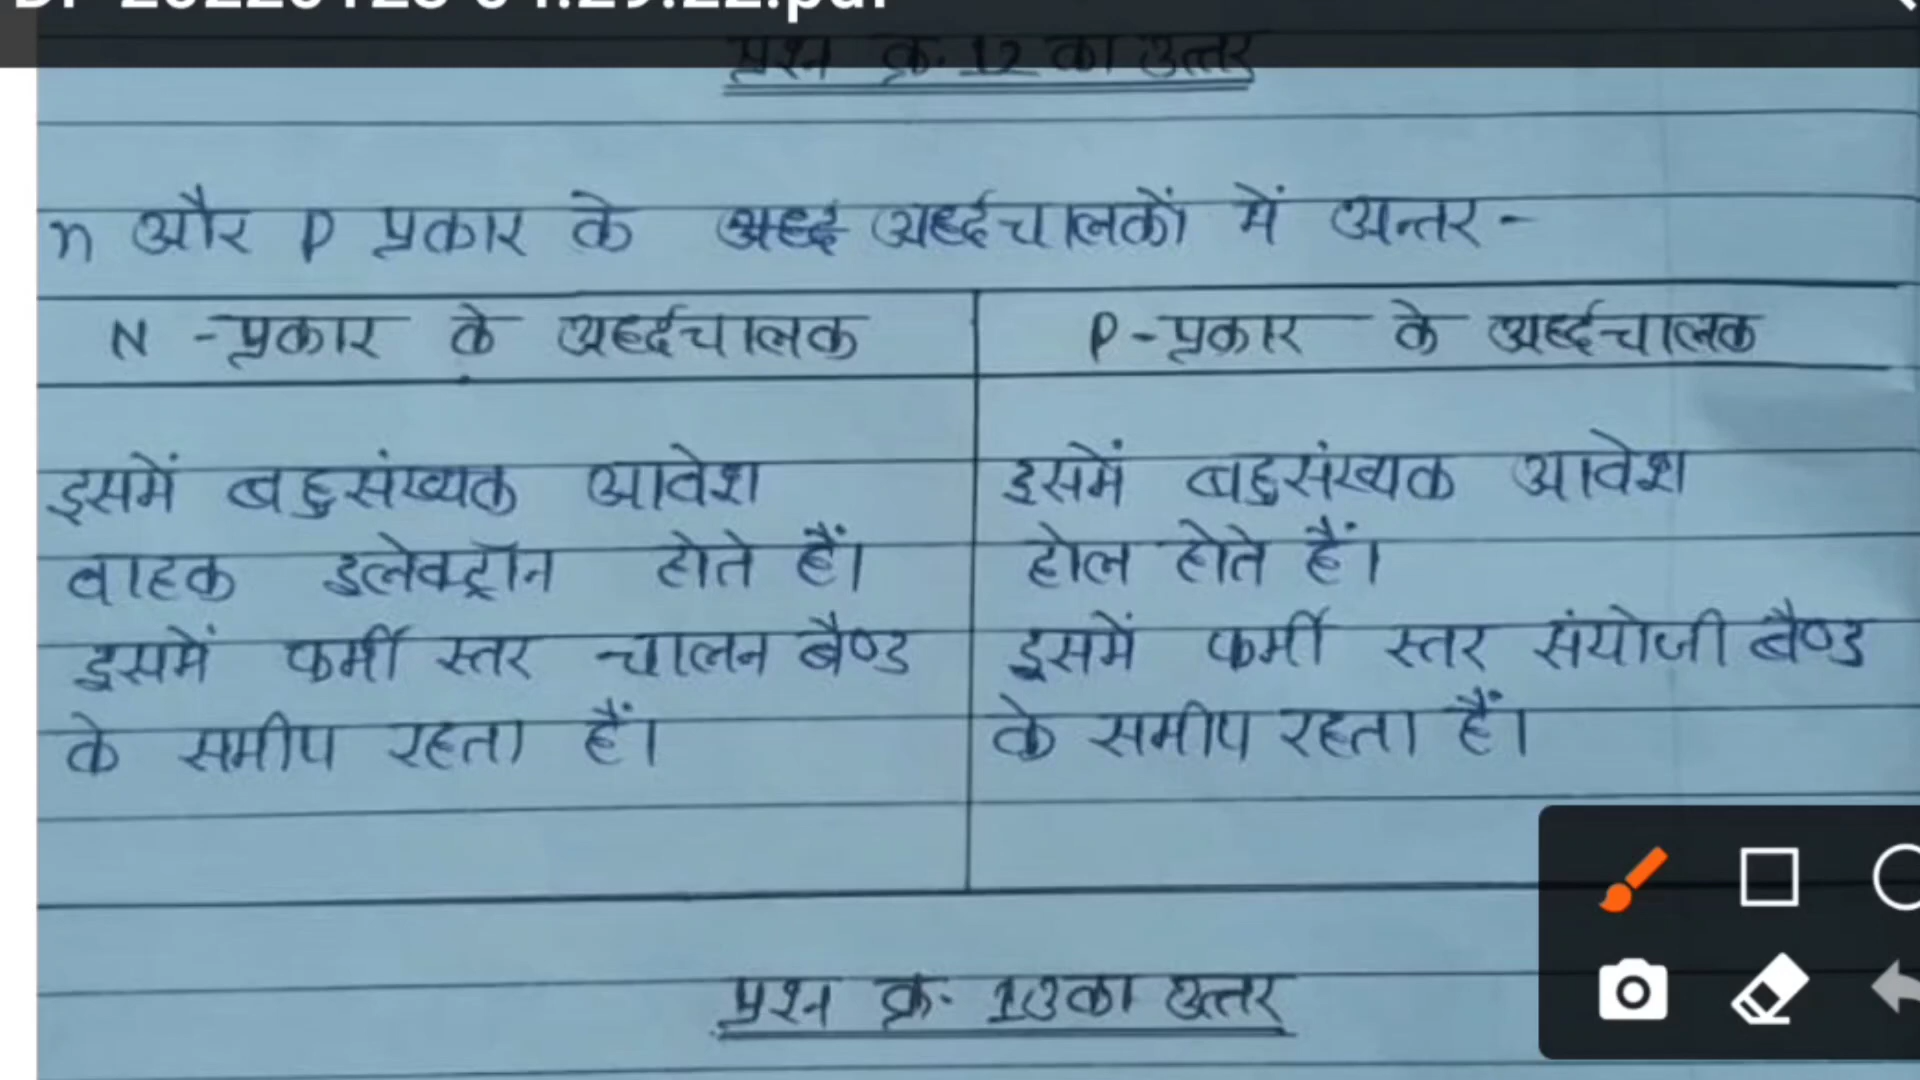 प्रश्न क्र. 12 का उत्तर
n और P प्रकार के अर्द्धचालकों में अन्तर -
N - प्रकार के अर्द्धचालक
P - प्रकार के अर्द्धचालक
इसमें बहुसंख्यक आवेश
वाहक इलेक्ट्रॉन होते हैं।
इसमें फर्मी स्तर चालन बैण्ड
के समीप रहता हैं।
इसमें बहुसंख्यक आवेश
होल होते हैं।
इसमें फर्मी स्तर संयोजी बैण्ड
के समीप रहता हैं।
प्रश्न क्र. 13 का उत्तर